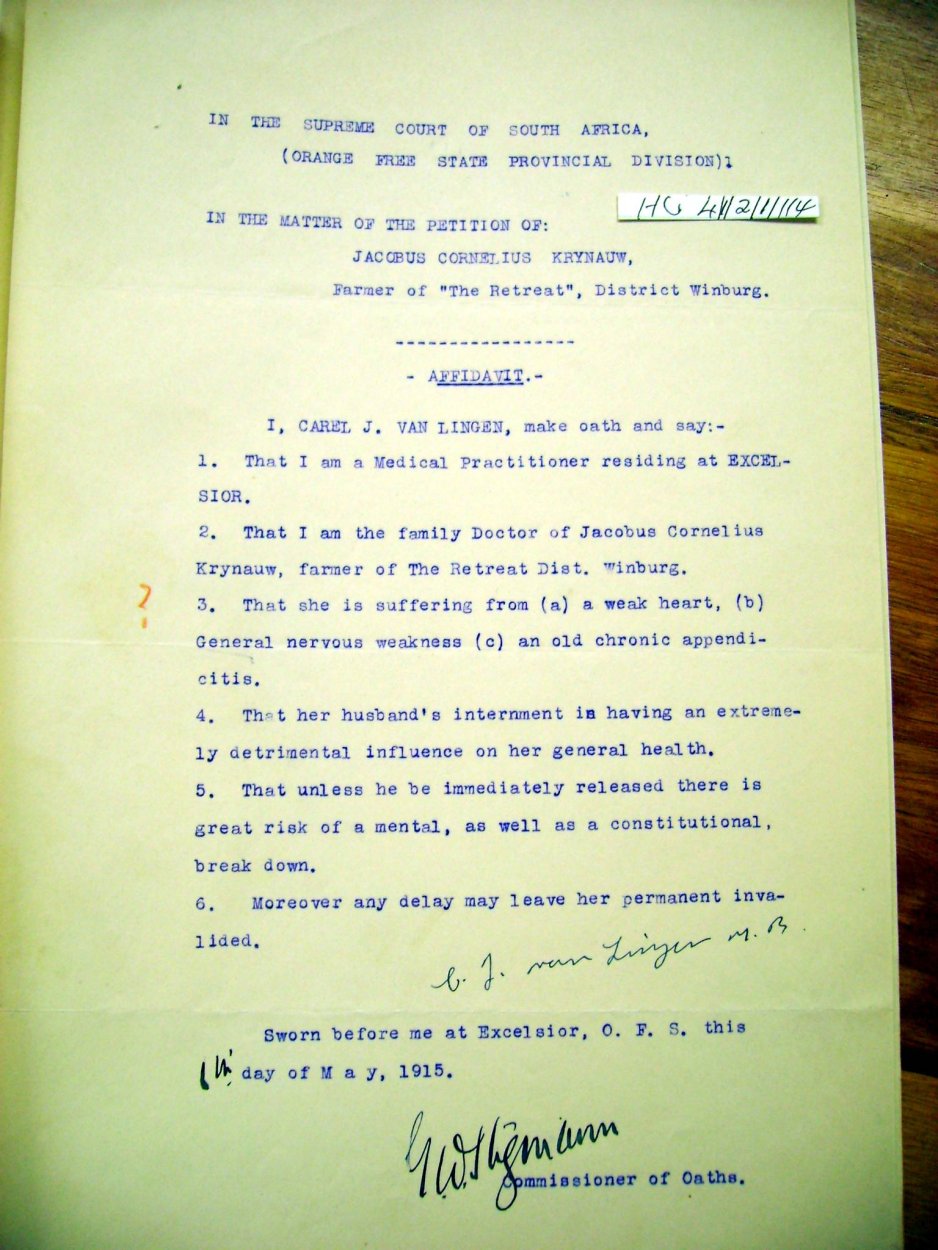 IN THE SUPREME COURT OF SOUTH AFRICA,
(ORANGE FREE STATE PROVINCIAL DIVISION)1
HG 4/1/2/1/114
IN THE MATTER OF THE PETITION OF:
JACOBUS CORNELIUS KRYNAUW,
Farmer of "The Retreat", District Winburg.
-----------------
- AFFIDAVIT.-
I, CAREL J. VAN LINGEN, make oath and say:-
1. That I am a Medical Practitioner residing at EXCEL-
SIOR.
2. That I am the family Doctor of Jacobus Cornelius
Krynauw, farmer of The Retreat Dist. Winburg.
?
3. That she is suffering from (a) a weak heart, (b)
General nervous weakness (c) an old chronic appendi-
citis.
4. That her husband's internment is having an extreme-
ly detrimental influence on her general health.
5. That unless he be immediately released there is
great risk of a mental, as well as a constitutional,
break down.
6. Moreover any delay may leave her permanent inva-
lided.
C. J. van Lingen M.B.
Sworn before me at Excelsior, O. F. S. this
6th day of M a y, 1915.
Commissioner of Oaths.